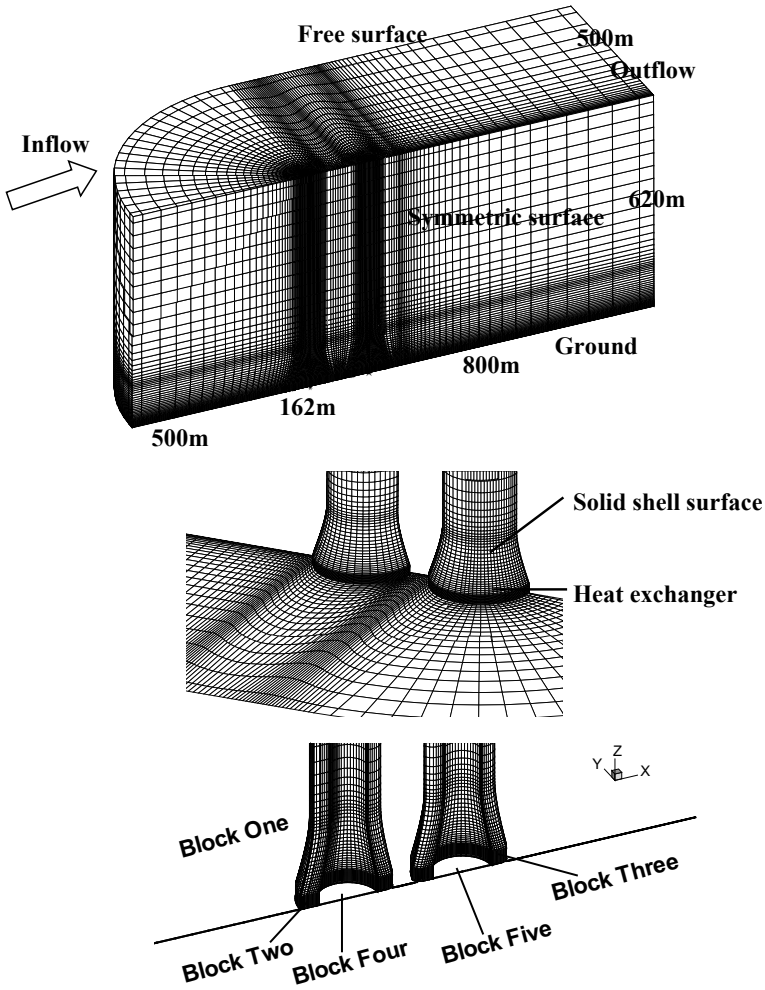 Free surface
500m
Outflow
Inflow
620m
Symmetric surface
Ground
800m
162m
500m
Solid shell surface
Heat exchanger
Z
Y
X
Block One
Block Three
Block Two
Block Four
Block Five